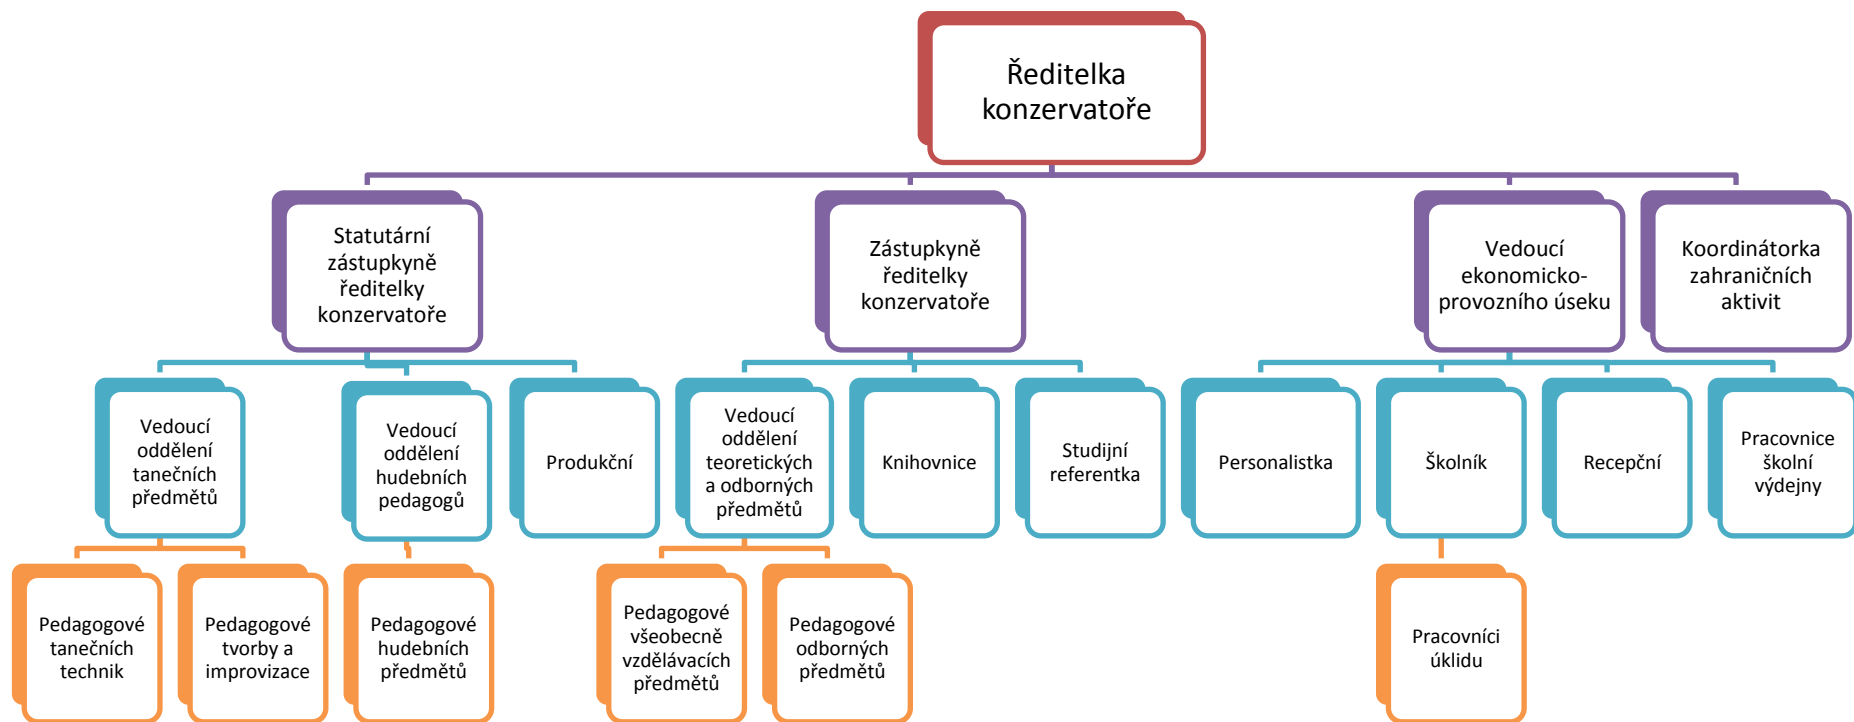 Ředitelka
konzervatoře
Statutární
zástupkyně
ředitelky
konzervatoře
Zástupkyně
ředitelky
konzervatoře
Vedoucí
ekonomicko-
provozního úseku
Koordinátorka
zahraničních
aktivit
Vedoucí
oddělení
tanečních
předmětů
Vedoucí
oddělení
hudebních
pedagogů
Produkční
Vedoucí
oddělení
teoretických
a odborných
předmětů
Knihovnice
Studijní
referentka
Personalistka
Školník
Recepční
Pracovnice
školní
výdejny
Pedagogové
tanečních
technik
Pedagogové
tvorby a
improvizace
Pedagogové
hudebních
předmětů
Pedagogové
všeobecně
vzdělávacích
předmětů
Pedagogové
odborných
předmětů
Pracovníci
úklidu